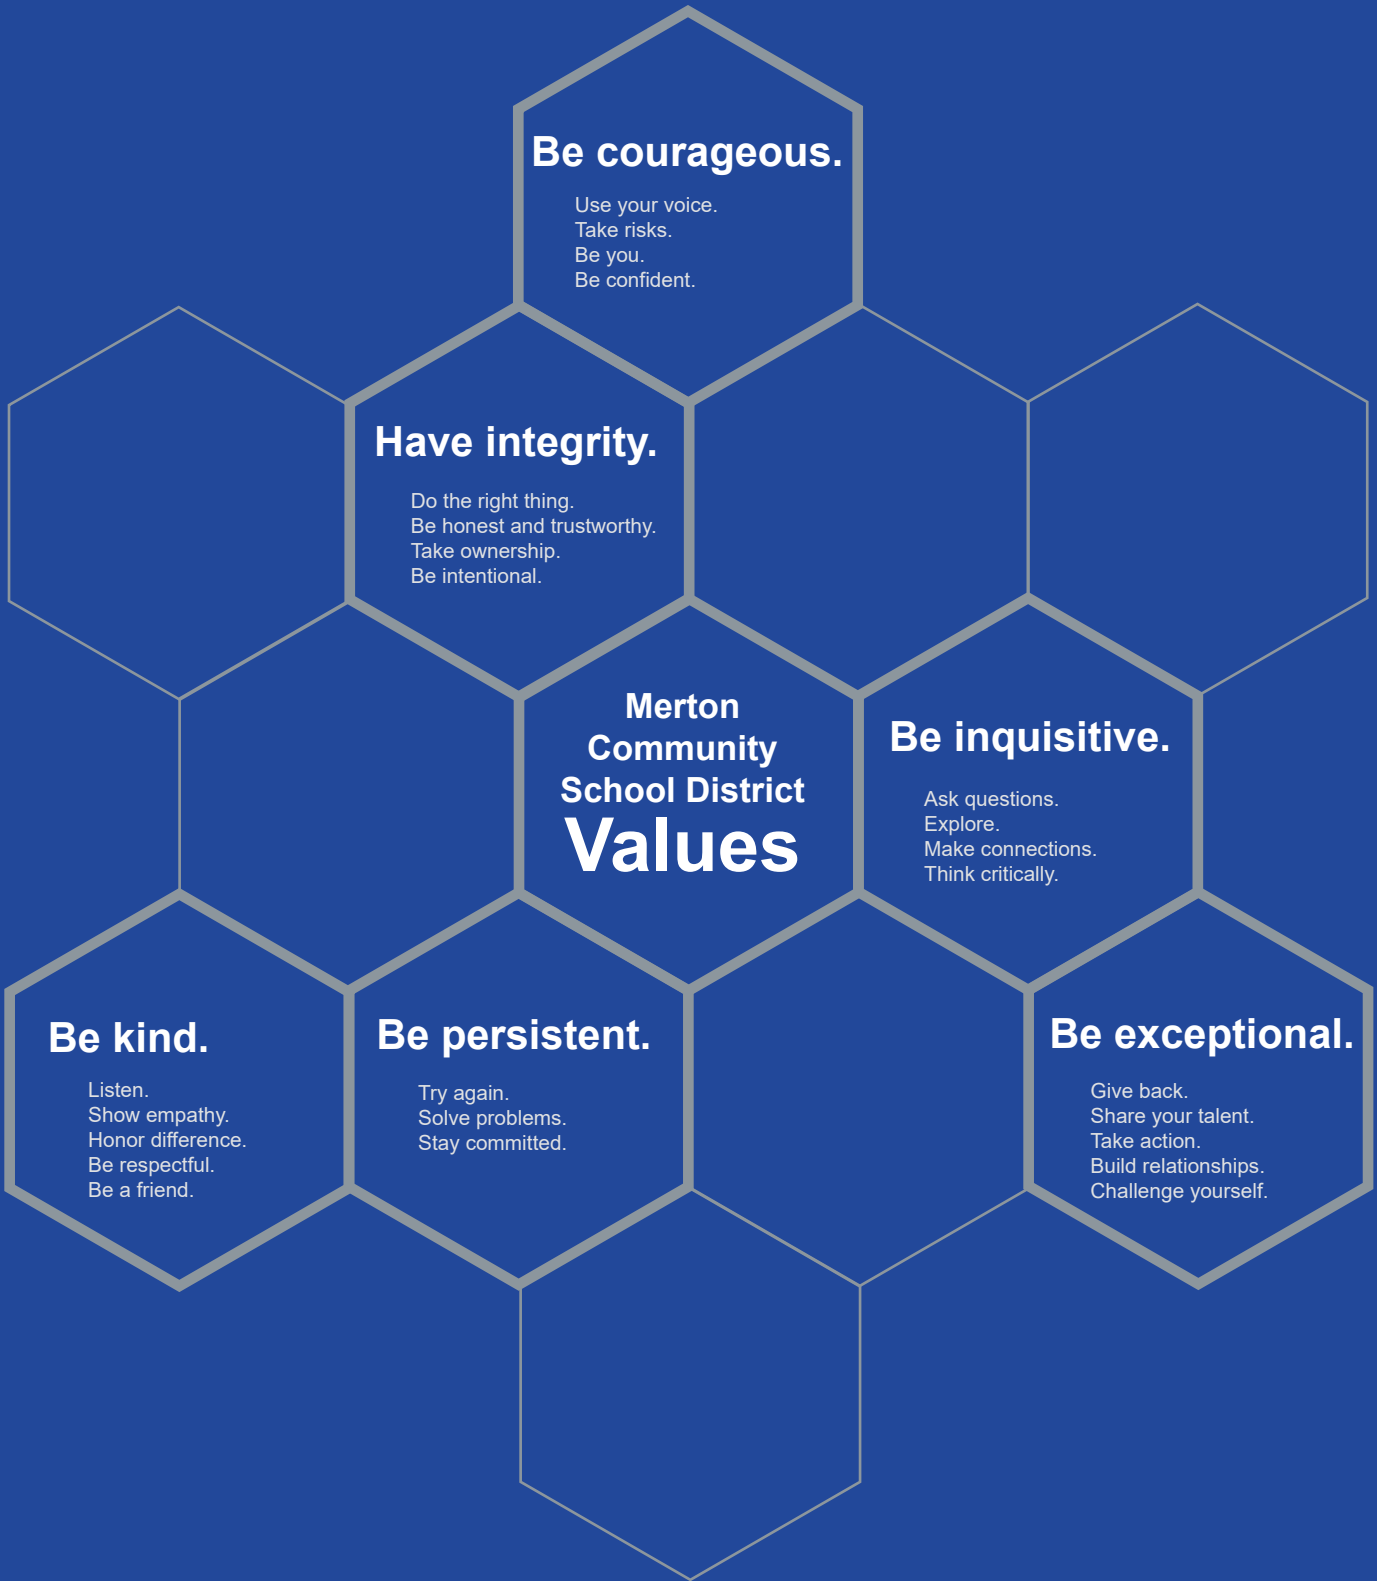 Be courageous.
Use your voice.
Take risks.
Be you.
Be confident.
Have integrity.
Do the right thing.
Be honest and trustworthy.
Take ownership.
Be intentional.
Merton
Community
School District
Values
Be inquisitive.
Ask questions.
Explore.
Make connections.
Think critically.
Be kind.
Listen.
Show empathy.
Honor difference.
Be respectful.
Be a friend.
Be persistent.
Try again.
Solve problems.
Stay committed.
Be exceptional.
Give back.
Share your talent.
Take action.
Build relationships.
Challenge yourself.